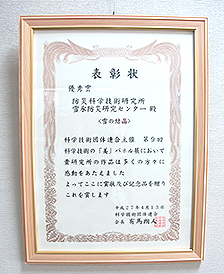 表彰状
優秀賞
防災科学技術研究所
雪氷防災研究センター 殿
<雪の結晶>
科学技術団体連合主催 第9回
科学技術の「美」パネル展において
貴研究所の作品は多くの方々に
感動をあたえました
よってここに賞状及び記念品を贈り
これを賞します
平成27年4月13日
科学技術団体連合
会長 有馬朗人